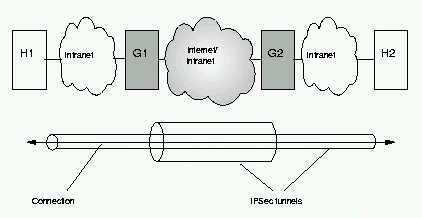 H1
Intranet
G1
Internet/
Intranet
G2
Intranet
H2
Connection
IPSec tunnels